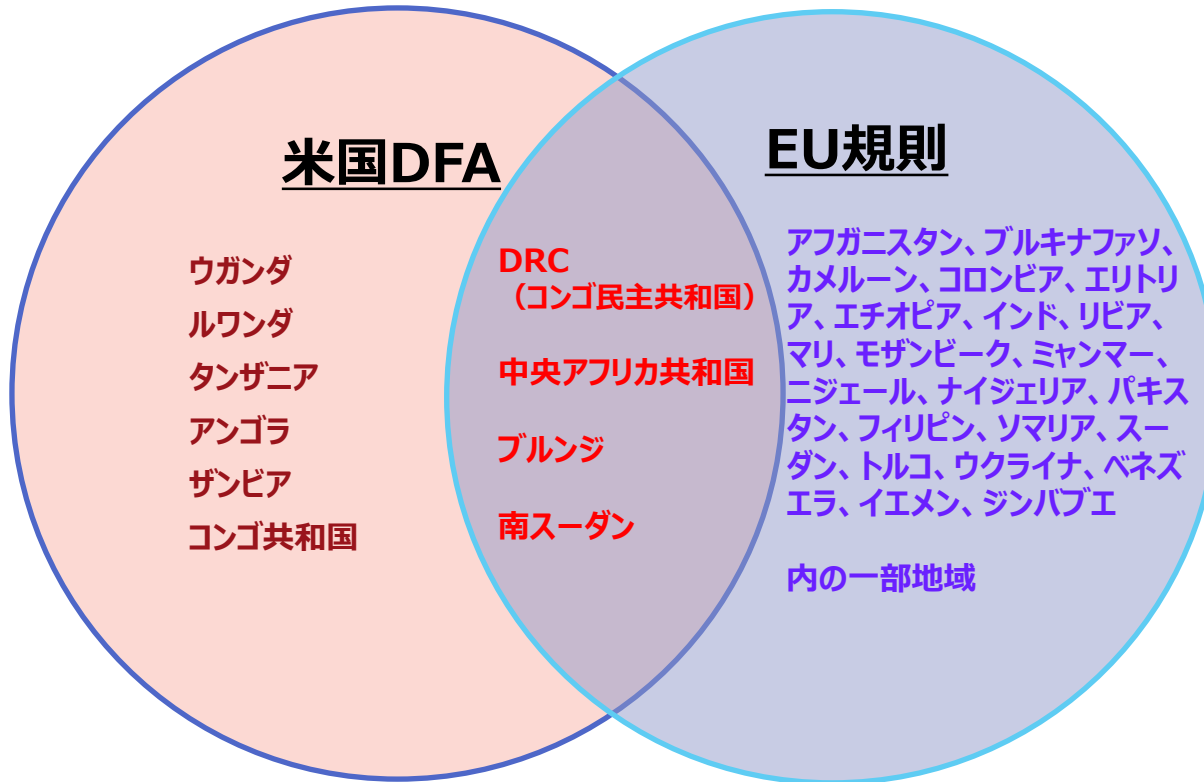 米国DFA
ウガンダ
ルワンダ
タンザニア
アンゴラ
ザンビア
コンゴ共和国
DRC
（コンゴ民主共和国）
中央アフリカ共和国
ブルンジ
南スーダン
EU規則
アフガニスタン、ブルキナファソ、
カメルーン、コロンビア、エリトリ
ア、エチオピア、インド、リビア、
マリ、モザンビーク、ミャンマー、
ニジェール、ナイジェリア、パキス
タン、フィリピン、ソマリア、スー
ダン、トルコ、ウクライナ、ベネズ
エラ、イエメン、ジンバブエ
内の一部地域